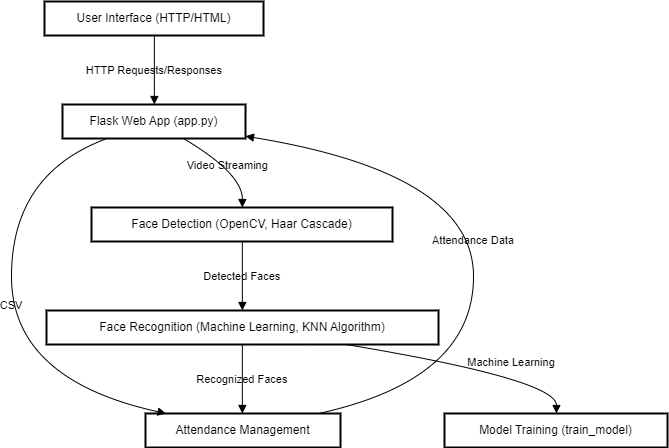 User Interface (HTTP/HTML)
HTTP Requests/Responses
Flask Web App (app.py)
Video Streaming
Face Detection (OpenCV, Haar Cascade)
Attendance Data
Detected Faces
CSV
Face Recognition (Machine Learning, KNN Algorithm)
Machine Learning
Recognized Faces
Attendance Management
Model Training (train_model)